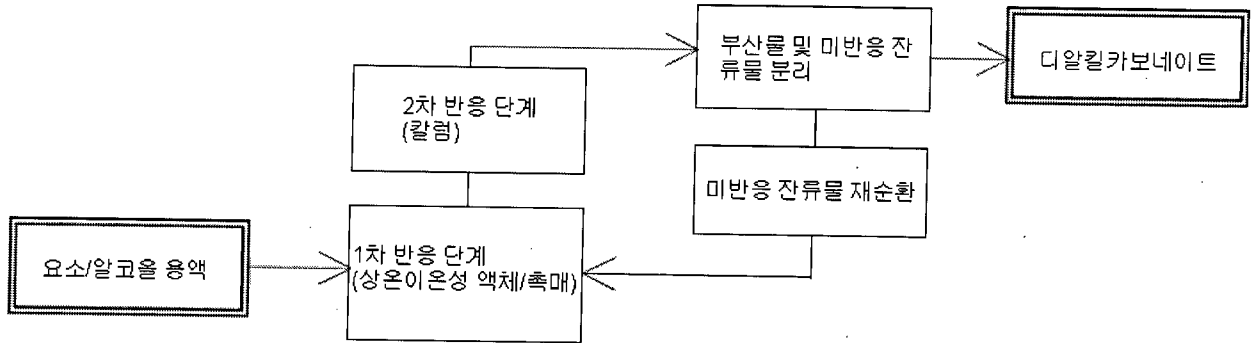 요소/알코올 용액
1차 반응 단계
(상온이온성 액체/촉매)
2차 반응 단계
(칼럼)
부산물 및 미반응 잔
류물 분리
미반응 잔류물 재순환
디알킬카보네이트